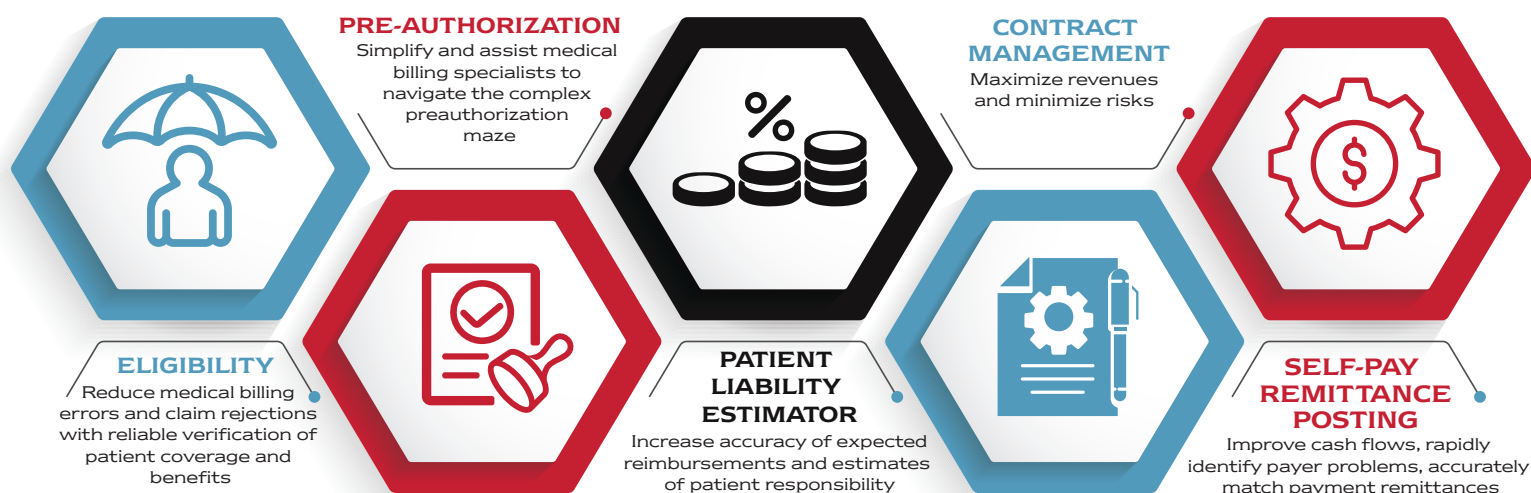 PRE-AUTHORIZATION
Simplify and assist medical
billing specialists to
navigate the complex
preauthorization
maze
CONTRACT
MANAGEMENT
Maximize revenues
and minimize risks
%
$
ELIGIBILITY
Reduce medical billing
errors and claim rejections
with reliable verification of
patient coverage and
benefits
PATIENT
LIABILITY
ESTIMATOR
Increase accuracy of expected
reimbursements and estimates
of patient responsibility
SELF-PAY
REMITTANCE
POSTING
Improve cash flows, rapidly
identify payer problems, accurately
match payment remittances